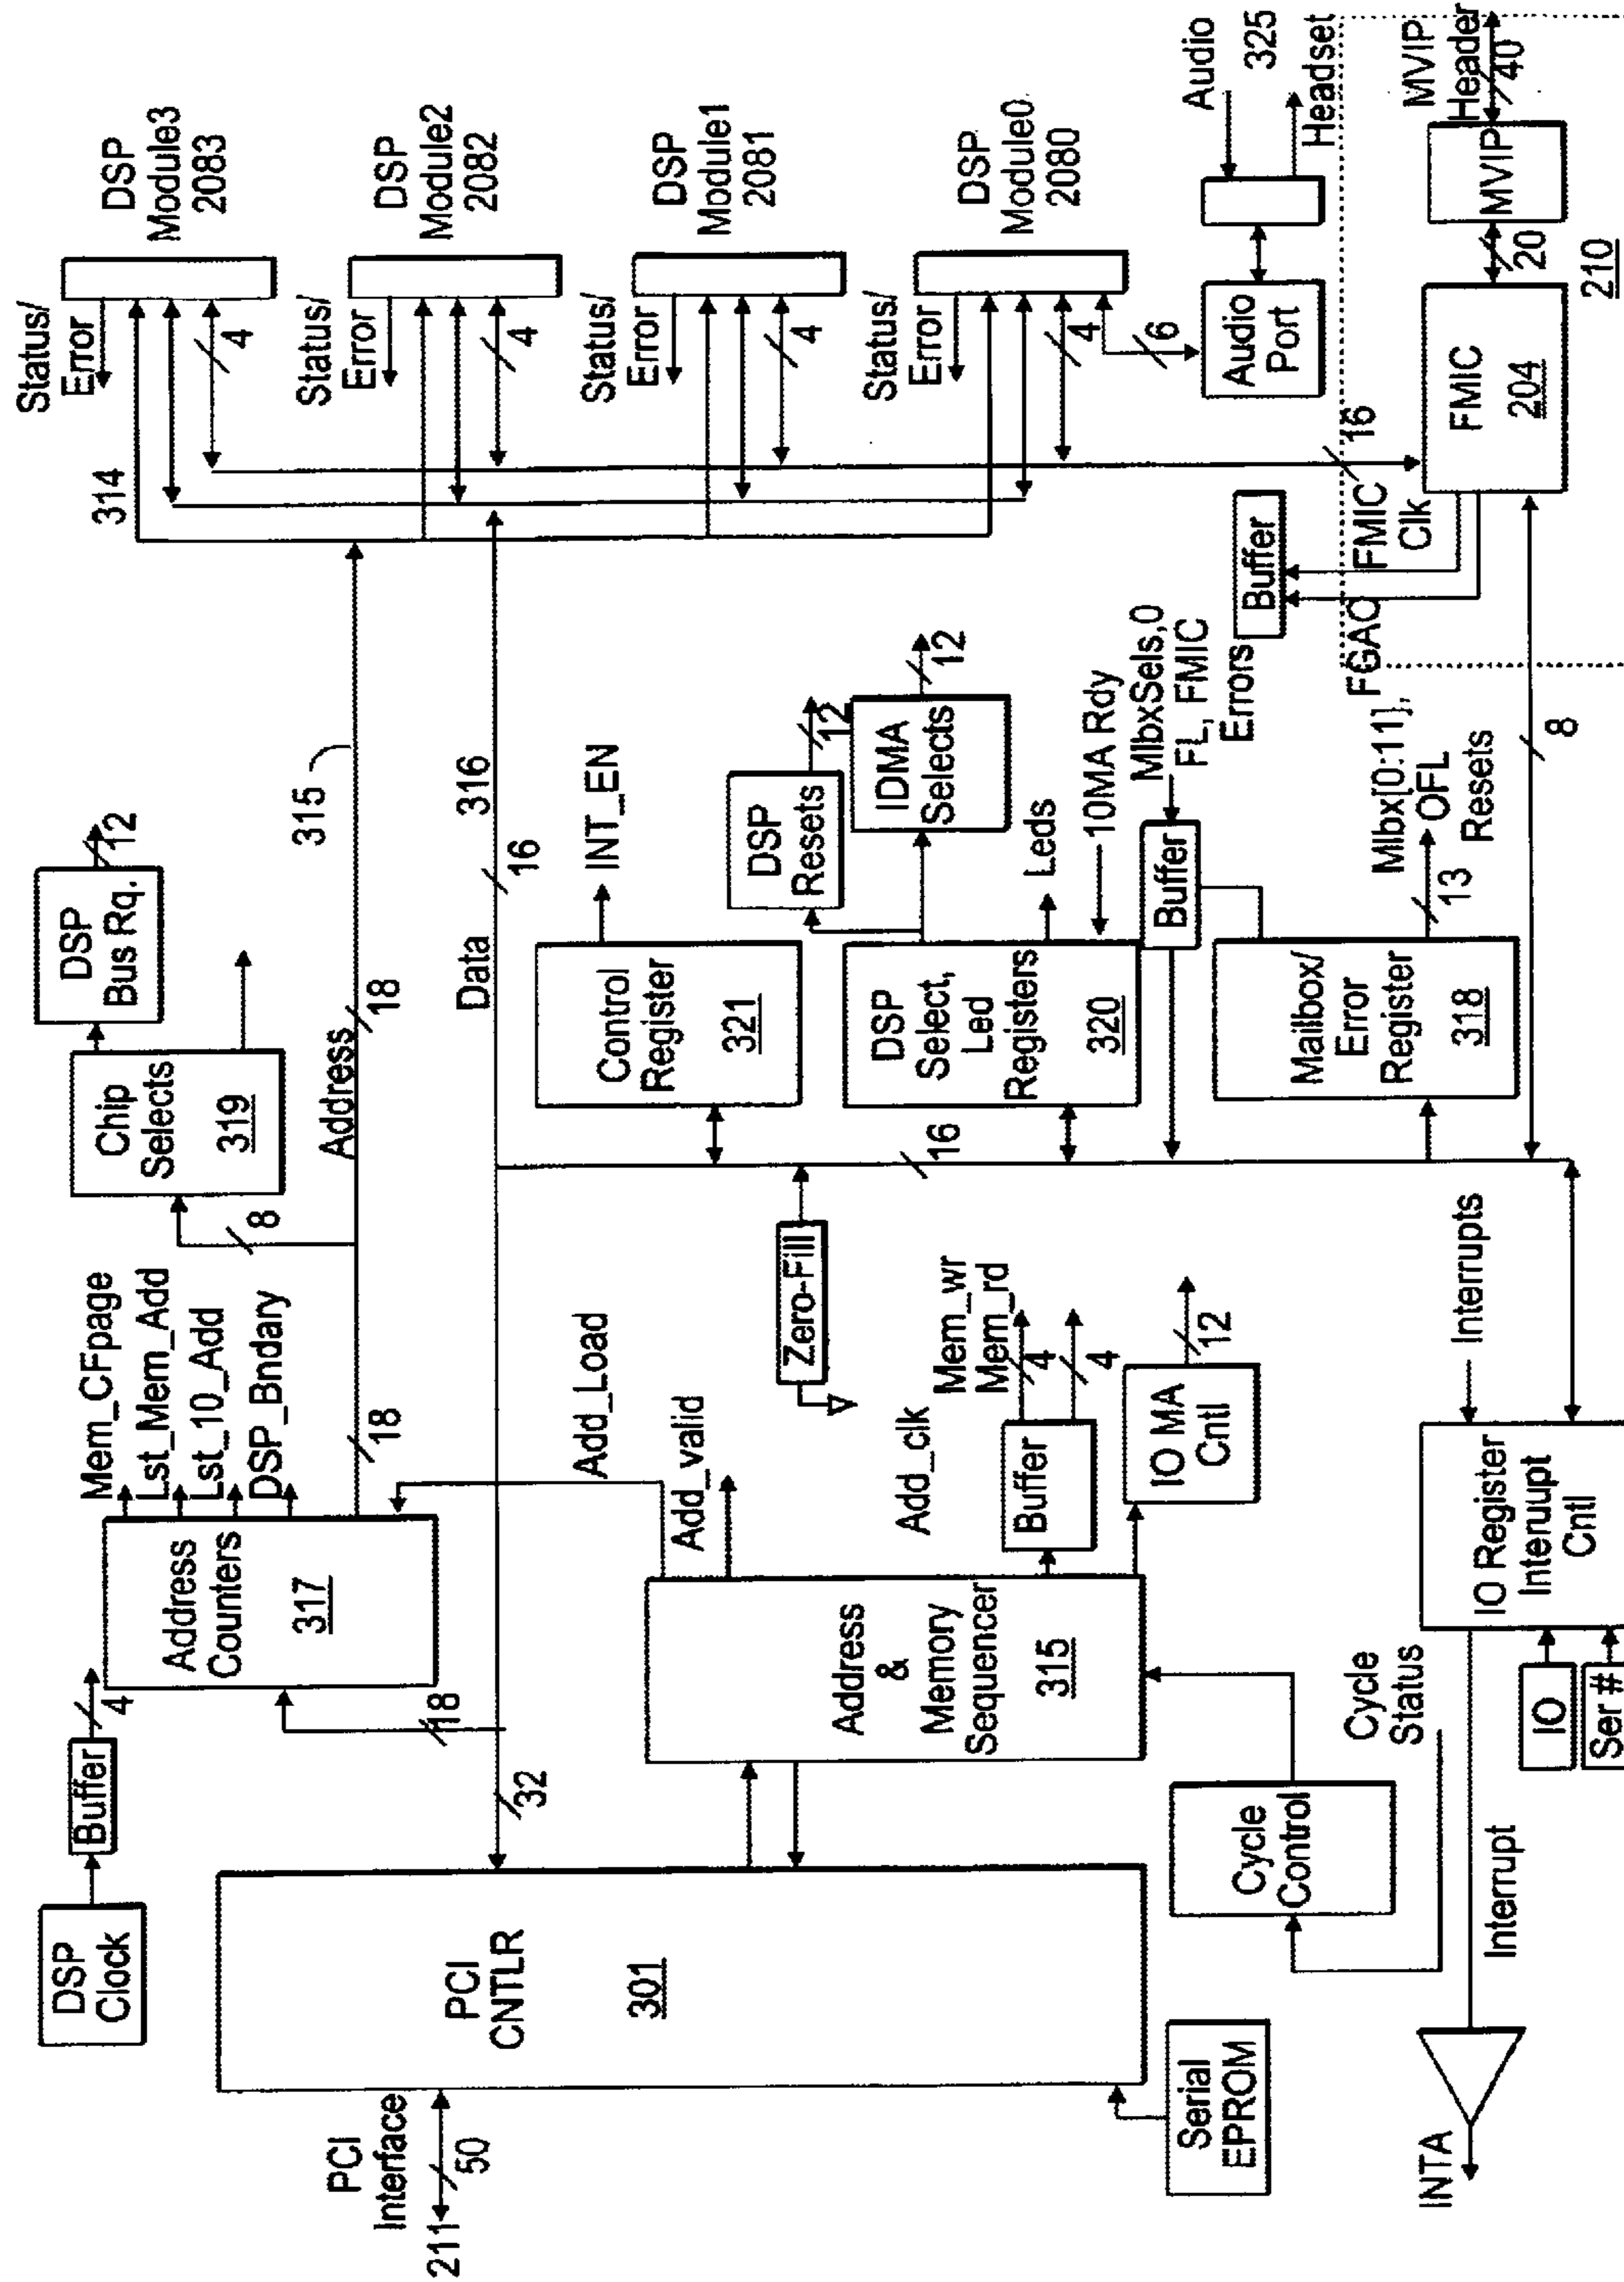 DSP
Clock
Buffer
4
Address
Counters
317
Mem_CFpage
Lst_Mem_Add
Lst_10_Add
DSP_Bndary
18
8
Chip
Selects
319
DSP
Bus Rq.
12
Address
18
315
314
Status/
Error
DSP
Module3
2083
4
Status/
Error
DSP
Module2
2082
4
Status/
Error
DSP
Module1
2081
4
Status/
Error
DSP
Module0
2080
4
6
Audio
Port
Audio
325
Headset
PCI
Interface
211
50
PCI
CNTLR
301
32
18
Data
16
316
Add_Load
Add_valid
Address
&
Memory
Sequencer
315
Add_clk
Buffer
Mem_wr
Mem_rd
4
4
IO MA
Cntl
12
Zero-Fill
16
Control
Register
321
INT_EN
DSP
Select,
Led
Registers
320
DSP
Resets
12
IDMA
Selects
12
Leds
10MA Rdy
Buffer
MlbxSels,0
FL, FMIC
Errors
Buffer
Mailbox/
Error
Register
318
13
Mlbx[0:11],
OFL
Resets
FGAO
FMIC
Clk
16
8
FMIC
204
20
MVIP
MVIP
Header
40
210
Serial
EPROM
Cycle
Control
Cycle
Status
Interrupts
IO Register
Interuupt
Cntl
IO
Ser #
Interrupt
INTA